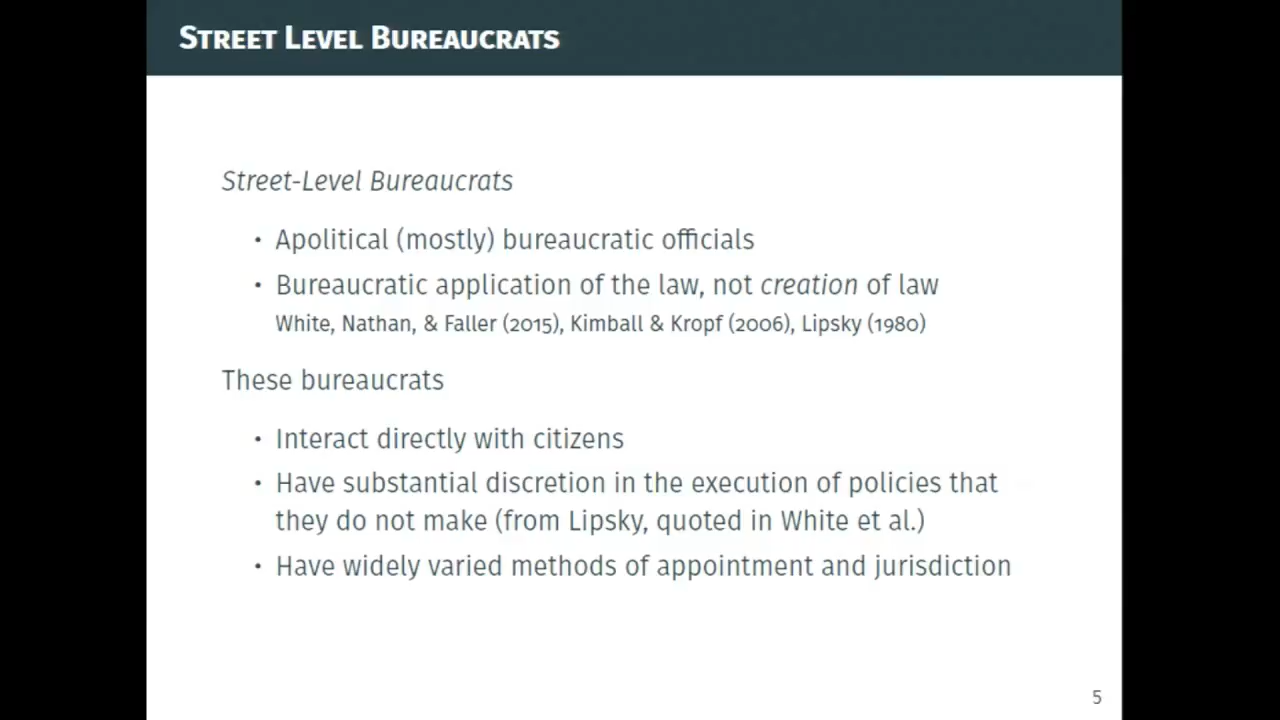 Street Level Bureaucrats
Street-Level Bureaucrats
• Apolitical (mostly) bureaucratic officials
• Bureaucratic application of the law, not creation of law
White, Nathan, & Faller (2015), Kimball & Kropf (2006), Lipsky (1980)
These bureaucrats
• Interact directly with citizens
• Have substantial discretion in the execution of policies that
they do not make (from Lipsky, quoted in White et al.)
• Have widely varied methods of appointment and jurisdiction
5